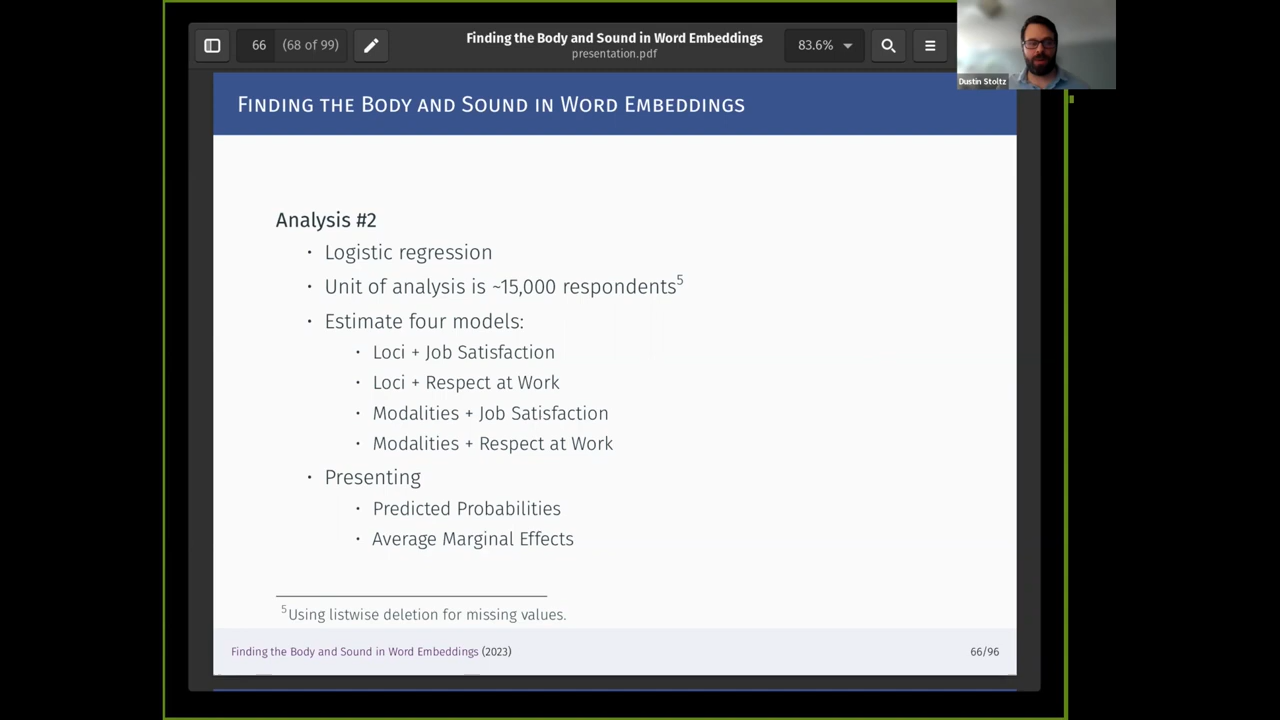 66 (68 of 99)
Finding the Body and Sound in Word Embeddings
presentation.pdf
83.6%
Dustin Stoltz
Finding the Body and Sound in Word Embeddings
Analysis #2
· Logistic regression
· Unit of analysis is ~15,000 respondents5
· Estimate four models:
· Loci + Job Satisfaction
· Loci + Respect at Work
· Modalities + Job Satisfaction
· Modalities + Respect at Work
· Presenting
· Predicted Probabilities
· Average Marginal Effects
5Using listwise deletion for missing values.
Finding the Body and Sound in Word Embeddings (2023)
66/96